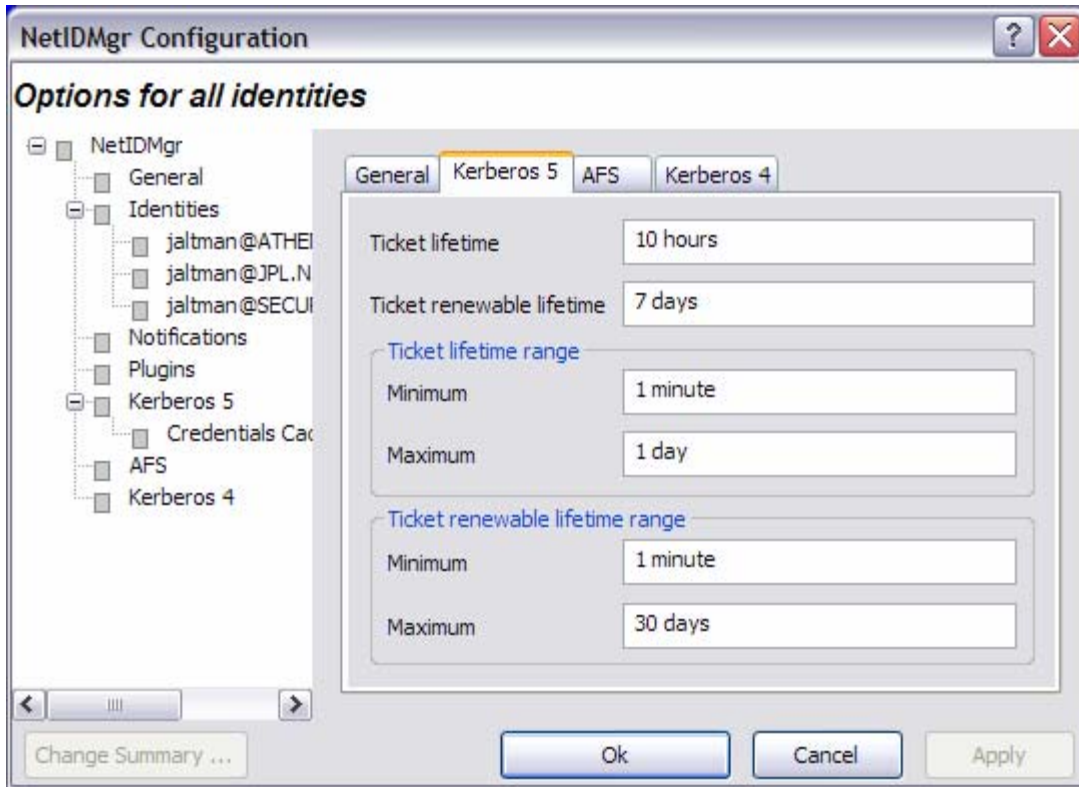 NetIDMgr Configuration
Options for all identities
NetIDMgr
General
Identities
jaltman@ATHE
jaltman@JPL.N
jaltman@SECU
Notifications
Plugins
Kerberos 5
Credentials Cac
AFS
Kerberos 4
General Kerberos 5 AFS Kerberos 4
Ticket lifetime 10 hours
Ticket renewable lifetime 7 days
Ticket lifetime range
Minimum 1 minute
Maximum 1 day
Ticket renewable lifetime range
Minimum 1 minute
Maximum 30 days
Change Summary ... Ok Cancel Apply